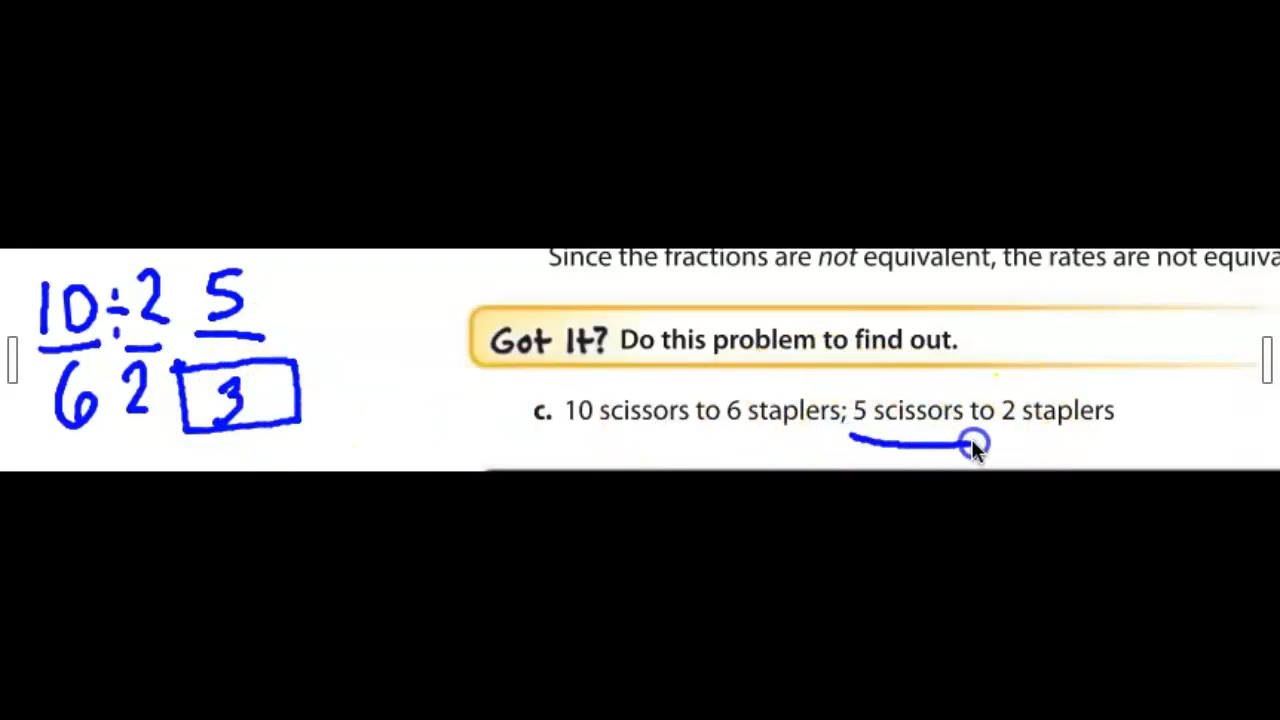 Since the fractions are not equivalent, the rates are not equiva
10 ÷ 2 5
6 2 3
Got It? Do this problem to find out.
c. 10 scissors to 6 staplers; 5 scissors to 2 staplers